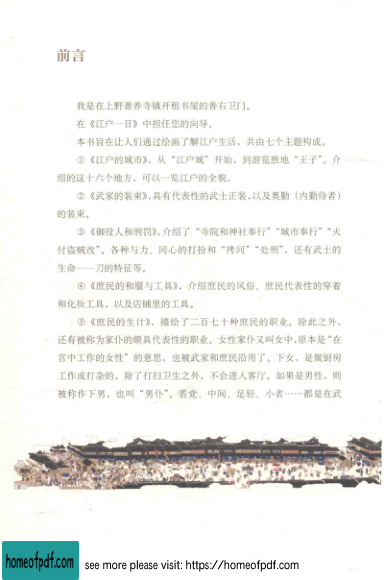 前言
我是在上野善养寺镇开租书屋的善右卫门。
在《江户一日》中担任您的向导。
本书旨在让人们通过绘画了解江户生活，共由七个主题构成。
①《江户的城市》，从“江户城”开始，到游览胜地“王子”。介
绍的这十六个地方，可以一览江户的全貌。
②《武家的装束》，具有代表性的武士正装，以及奥勤（内勤侍者）
的装束。
③《御役人和刑罚》，介绍了“寺院和神社奉行”“城市奉行”“火
付盗贼改”。各种与力、同心的打扮和“拷问”“处刑”，还有武士的
生命——刀的特征等。
④《庶民的和服与工具》，介绍庶民的风俗、庶民代表性的穿着
和化妆工具，以及店铺里的工具。
⑤《庶民的生计》，描绘了二百七十种庶民的职业。除此之外，
还有被称为家仆的颇具代表性的职业。女性家仆又叫女中，原本是“在
宫中工作的女性”的意思，也被武家和庶民沿用了。下女，是做厨房
工作或打杂的，除了打扫卫生之外，不会进入客厅。如果是男性，则
被称作下男，也叫“男仆”。若党、中间、足轻、小者……都是在武
homeofpdf.com
see more please visit: https://homeofpdf.com